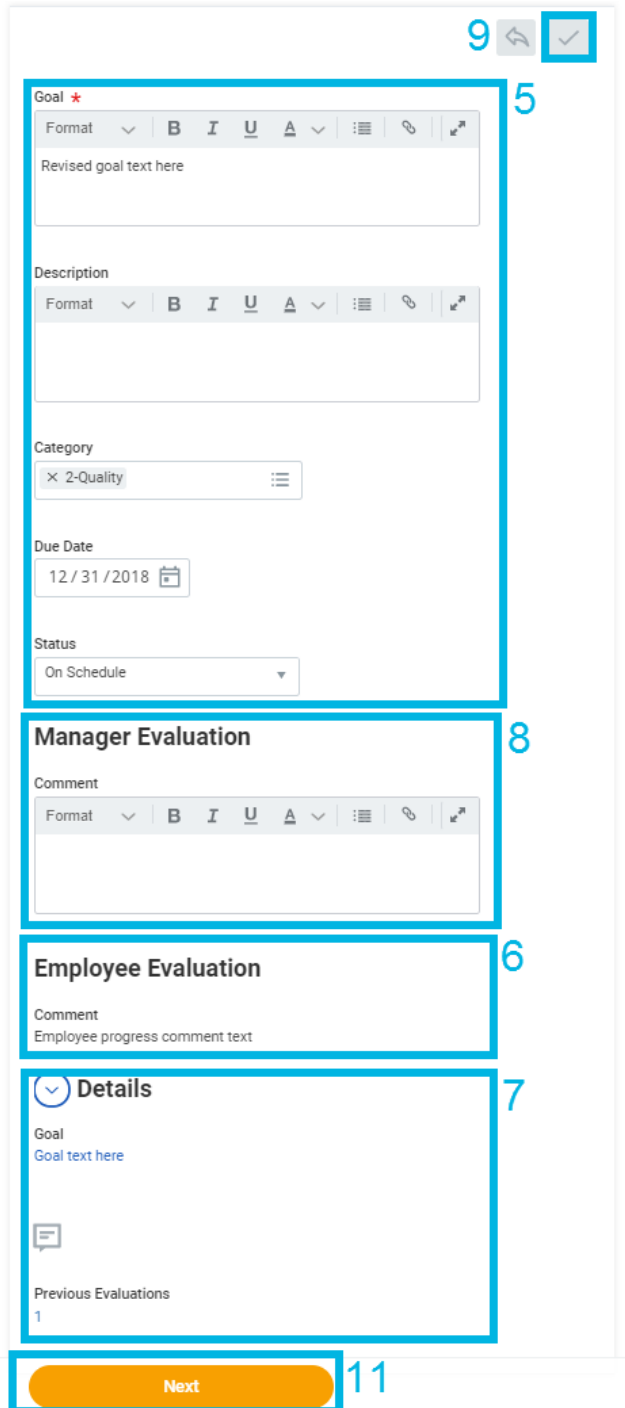 9
5
Goal *
Format B I U A
Revised goal text here
Description
Format B I U A
Category
× 2-Quality
Due Date
12/31/2018
Status
On Schedule
8
Manager Evaluation
Comment
Format B I U A
6
Employee Evaluation
Comment
Employee progress comment text
7
Details
Goal
Goal text here
Previous Evaluations
1
Next 11